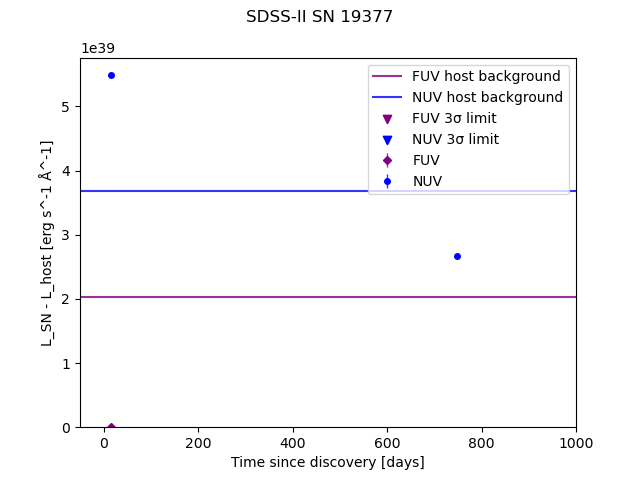 SDSS-II SN 19377
1e39
FUV host background
NUV host background
FUV 3σ limit
NUV 3σ limit
FUV
NUV
5
4
3
2
1
0
L_SN - L_host [erg s^-1 Å^-1]
0 200 400 600 800 1000
Time since discovery [days]